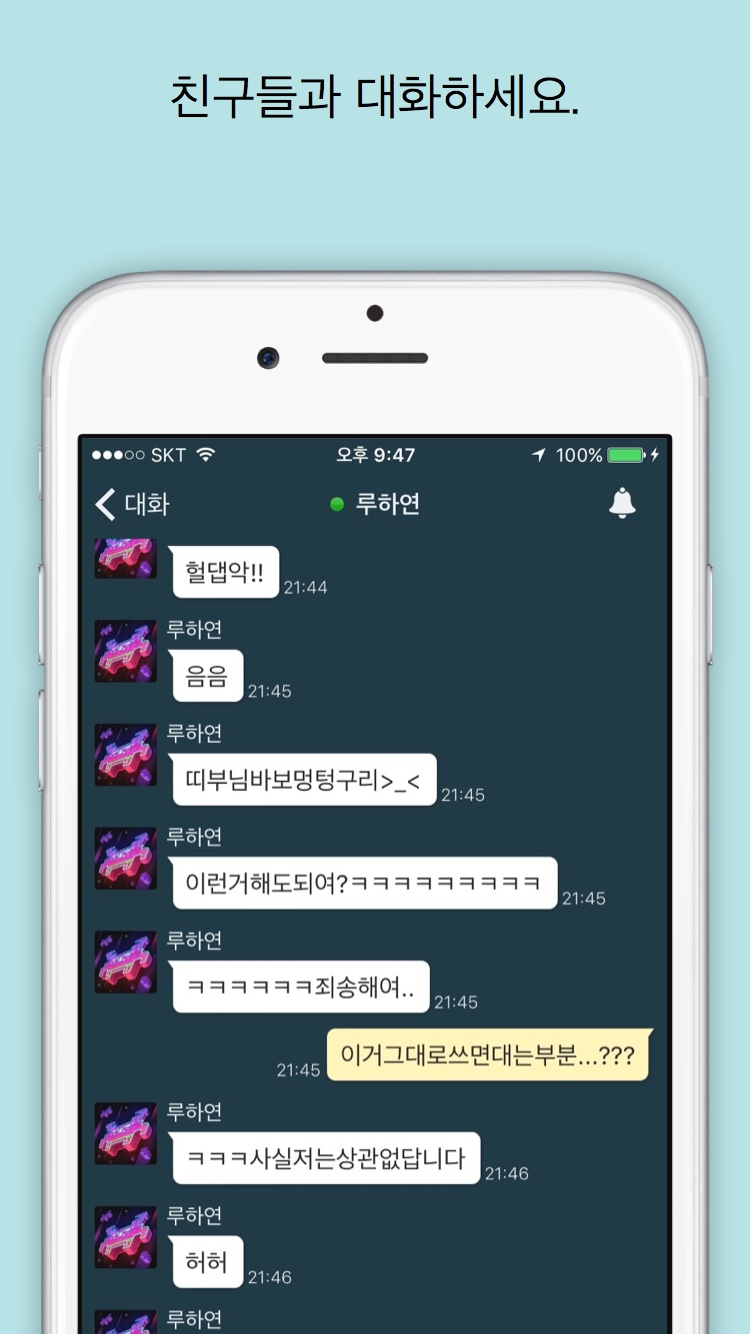 친구들과 대화하세요.
SKT
오후 9:47
100%
대화
루하연
헐댑악!!
21:44
루하연
음음
21:45
루하연
띠부님바보멍텅구리>_<
21:45
루하연
이런거해도되여?ㅋㅋㅋㅋㅋㅋㅋㅋㅋ
21:45
루하연
ㅋㅋㅋㅋㅋㅋ죄송해여..
21:45
이거그대로쓰면대는부분...???
21:45
루하연
ㅋㅋㅋ사실저는상관없답니다
21:46
루하연
허허
21:46
루하연